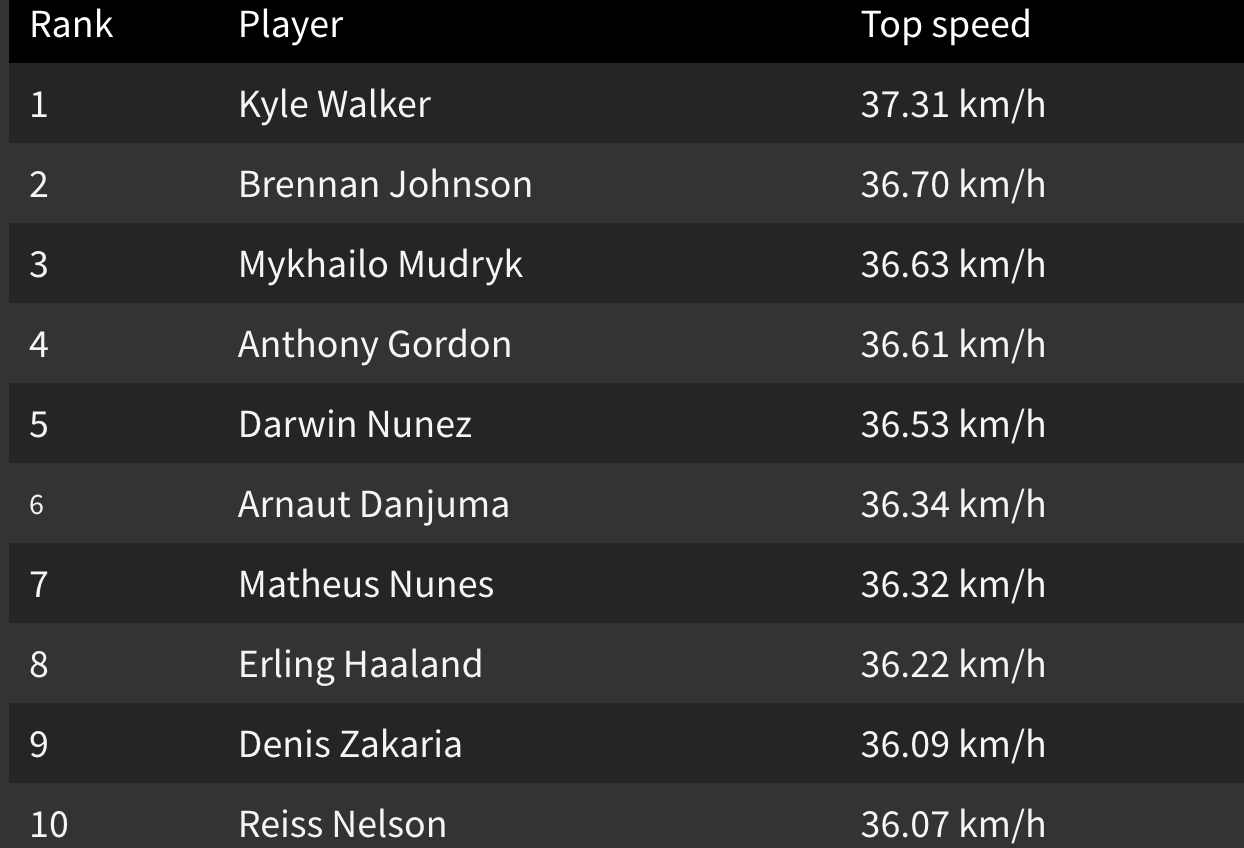 Rank Player Top speed
1 Kyle Walker 37.31 km/h
2 Brennan Johnson 36.70 km/h
3 Mykhailo Mudryk 36.63 km/h
4 Anthony Gordon 36.61 km/h
5 Darwin Nunez 36.53 km/h
6 Arnaut Danjuma 36.34 km/h
7 Matheus Nunes 36.32 km/h
8 Erling Haaland 36.22 km/h
9 Denis Zakaria 36.09 km/h
10 Reiss Nelson 36.07 km/h